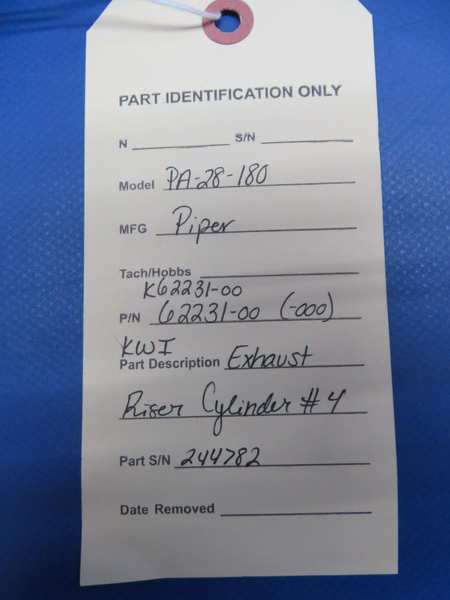 PART IDENTIFICATION ONLY
N S/N
Model PA-28-180
MFG Piper
Tach/Hobbs
K62231-00
P/N 62231-00 (-000)
KWI
Part Description Exhaust
Riser Cylinder #4
Part S/N 244782
Date Removed